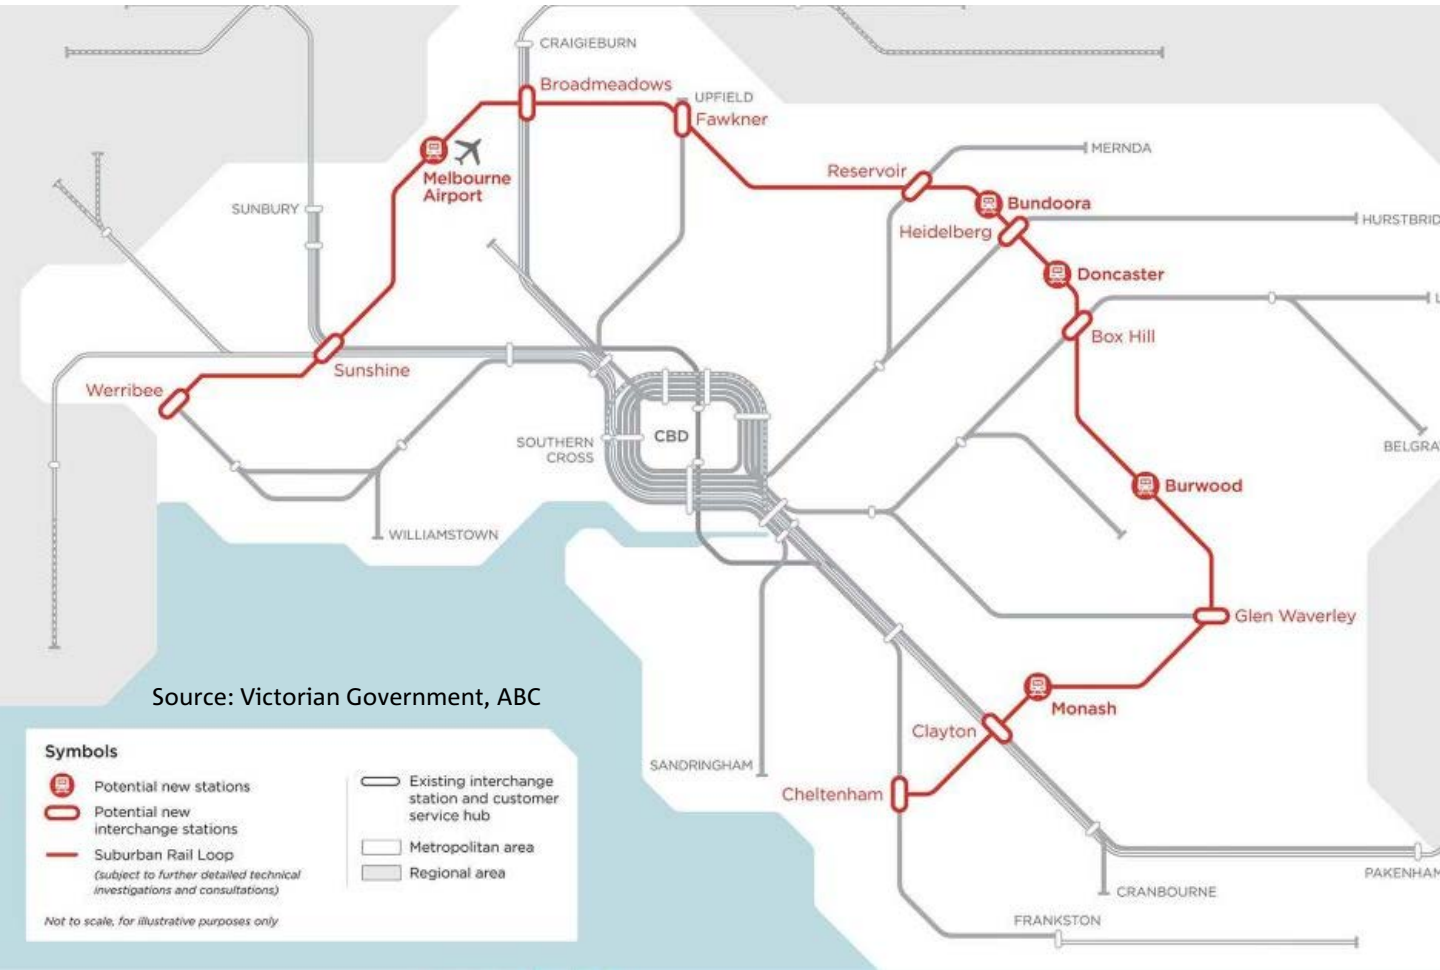 CRAIGIEBURN
Broadmeadows
UPFIELD
Fawkner
MERNDA
Reservoir
Melbourne
Airport
Bundoora
SUNBURY
HURSTBRID
Heidelberg
Doncaster
L
Box Hill
Sunshine
Werribee
CBD
SOUTHERN
CROSS
BELGRA
Burwood
WILLIAMSTOWN
Glen Waverley
Source: Victorian Government, ABC
Monash
Clayton
SANDRINGHAM
Cheltenham
PAKENHAM
CRANBOURNE
FRANKSTON
Symbols
Potential new stations
Potential new
interchange stations
Suburban Rail Loop
(subject to further detailed technical
investigations and consultations)
Not to scale, for illustrative purposes only
Existing interchange
station and customer
service hub
Metropolitan area
Regional area